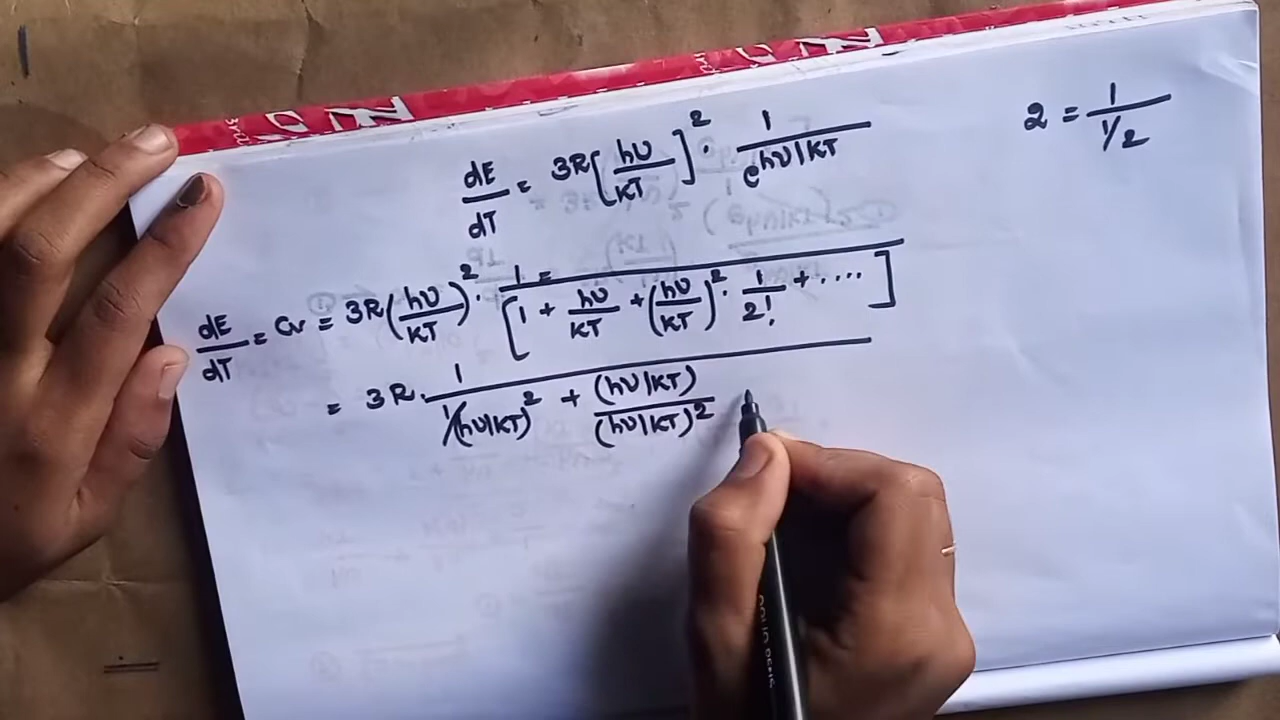 dE/dT = 3R[hυ/KT]². 1/e^hυ|KT
2 = 1/(1/2)
dE/dT = Cv = 3R(hυ/KT)². 1/[1 + hυ/KT + (hυ/KT)². 1/2! + ....]
= 3R. 1/(1/(hυ|KT)² + (hυ|KT)/(hυ|KT)²